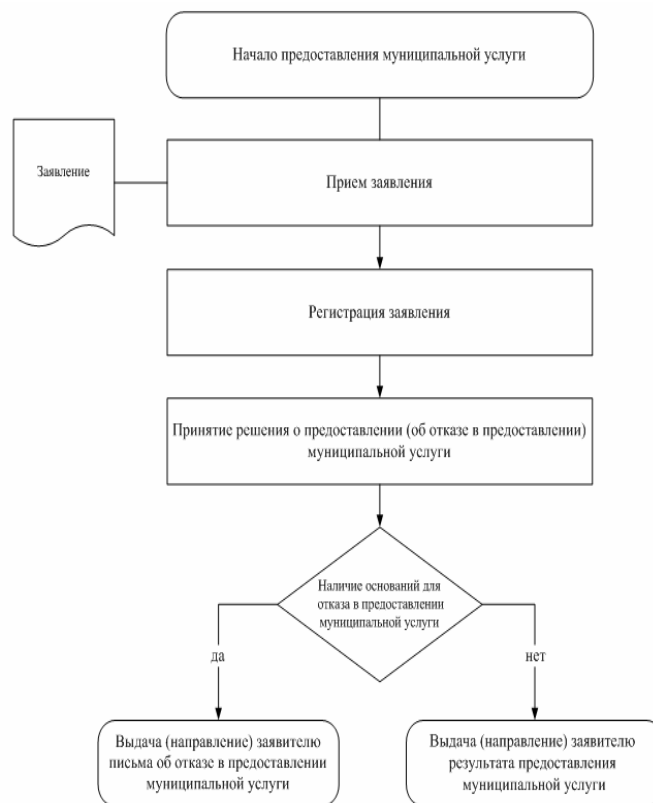 Начало предоставления муниципальной услуги
Заявление
Прием заявления
Регистрация заявления
Принятие решения о предоставлении (об отказе в предоставлении)
муниципальной услуги
Наличие оснований для
отказа в предоставлении
муниципальной услуги
да
нет
Выдача (направление) заявителю
письма об отказе в предоставлении
муниципальной услуги
Выдача (направление) заявителю
результата предоставления
муниципальной услуги